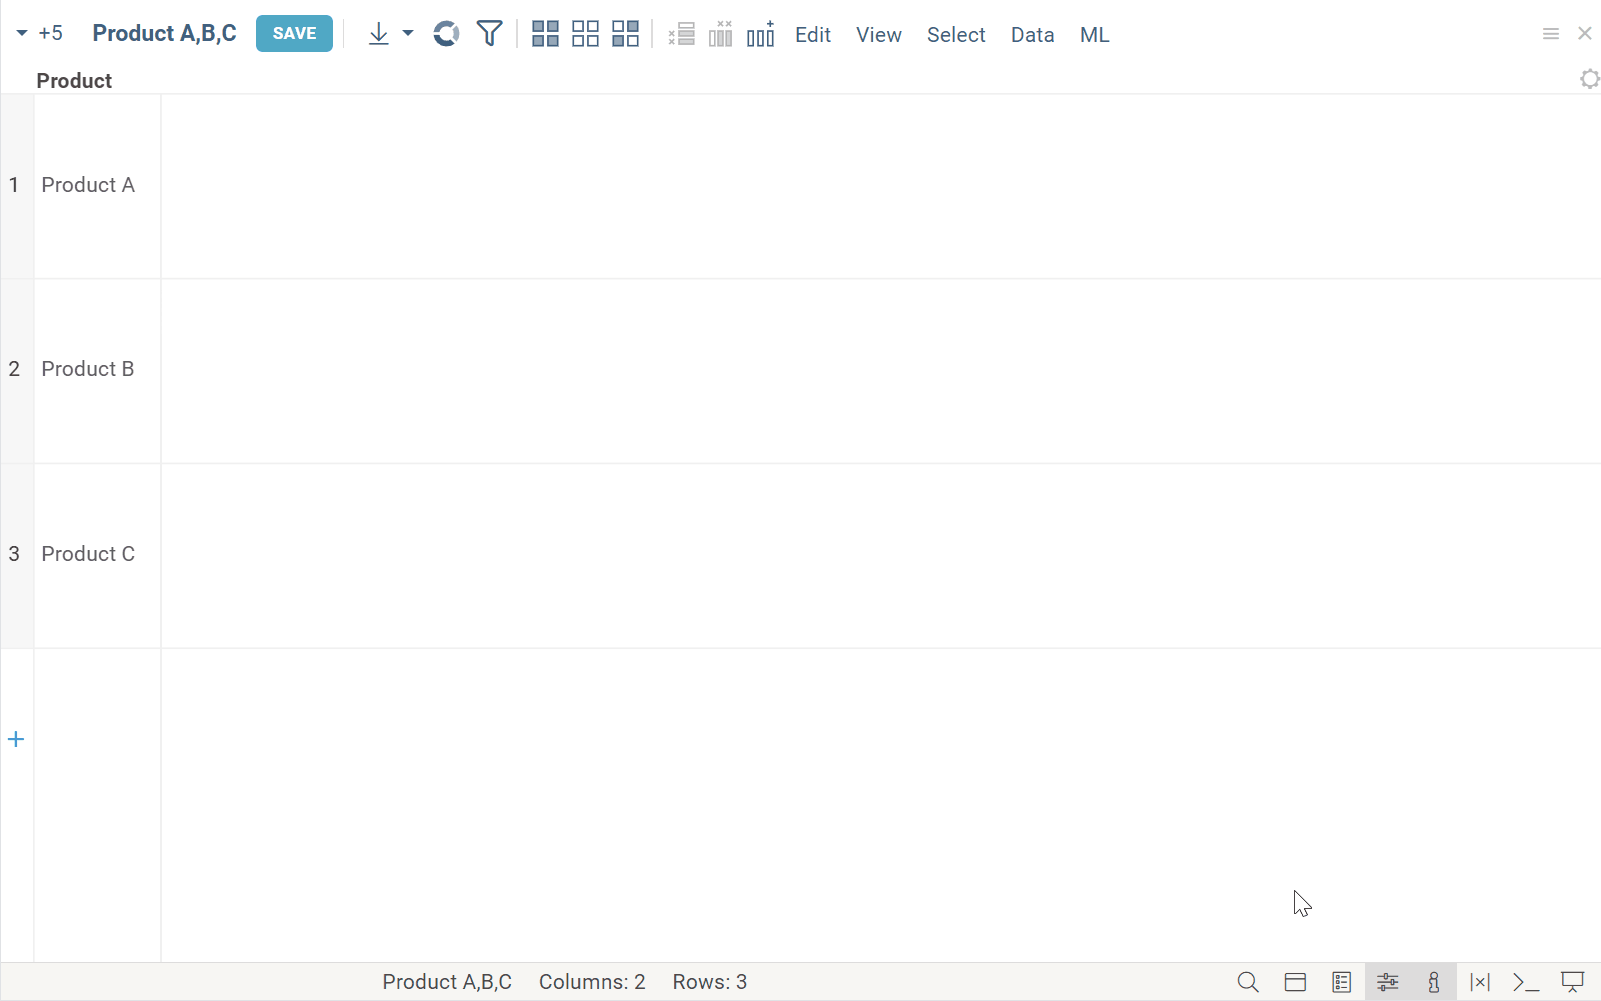 +5 Product A,B,C SAVE Edit View Select Data ML
Product
1 Product A
2 Product B
3 Product C
Product A,B,C Columns: 2 Rows: 3